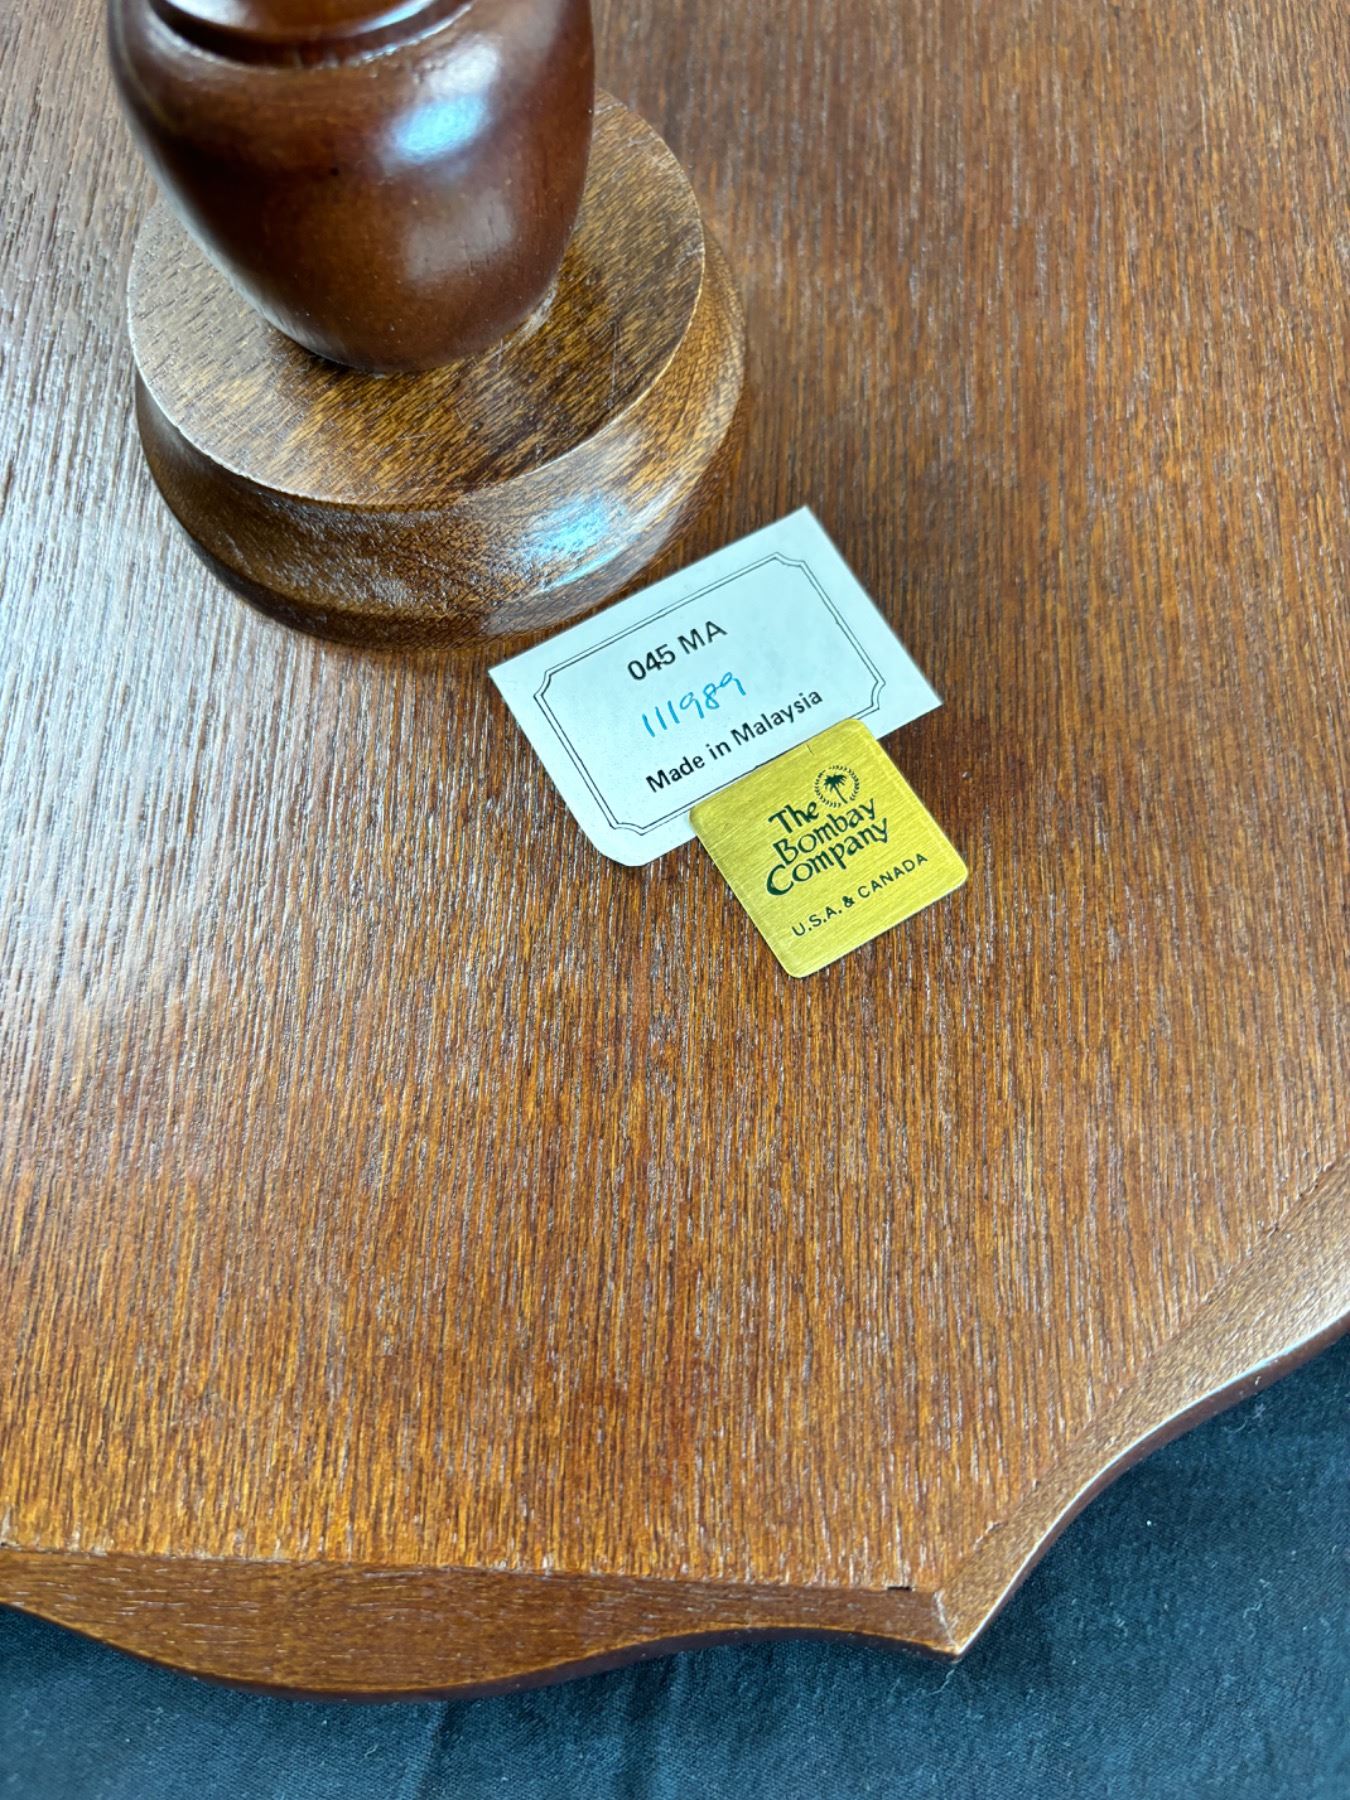 045 MA
111989
Made in Malaysia
The
Bombay
Company
U.S.A. & CANADA